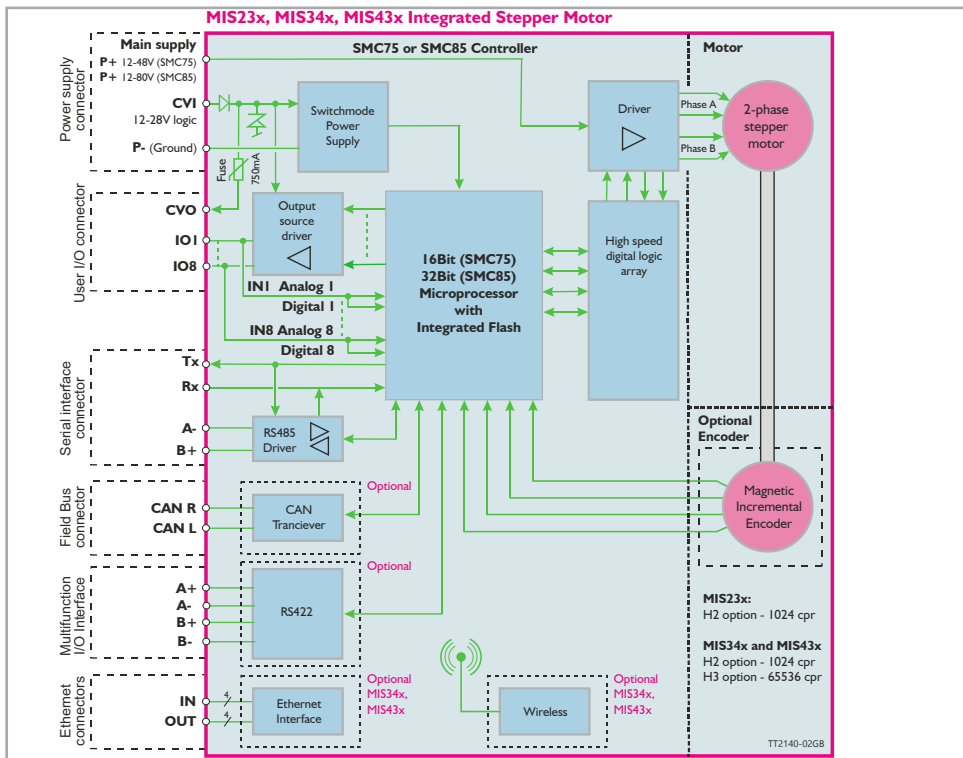 MIS23x, MIS34x, MIS43x Integrated Stepper Motor
Power supply
connector
Main supply
P+ 12-48V (SMC75)
P+ 12-80V (SMC85)
CVI
12-28V logic
P- (Ground)
SMC75 or SMC85 Controller
Switchmode
Power
Supply
Fuse
750mA
Driver
Motor
Phase A
Phase B
2-phase
stepper
motor
User I/O connector
CVO
IO1
IO8
Output
source
driver
IN1 Analog 1
Digital 1
IN8 Analog 8
Digital 8
16Bit (SMC75)
32Bit (SMC85)
Microprocessor
with
Integrated Flash
High speed
digital logic
array
Serial interface
connector
Tx
Rx
A-
B+
RS485
Driver
Optional
Encoder
Magnetic
Incremental
Encoder
Field Bus
connector
CAN R
CAN L
CAN
Tranciever
Optional
Multifunction
I/O Interface
A+
A-
B+
B-
RS422
Optional
MIS23x:
H2 option - 1024 cpr
MIS34x and MIS43x
H2 option - 1024 cpr
H3 option - 65536 cpr
Ethernet
connectors
IN
OUT
4
4
Ethernet
Interface
Optional
MIS34x,
MIS43x
Wireless
Optional
MIS34x,
MIS43x
TT2140-02GB